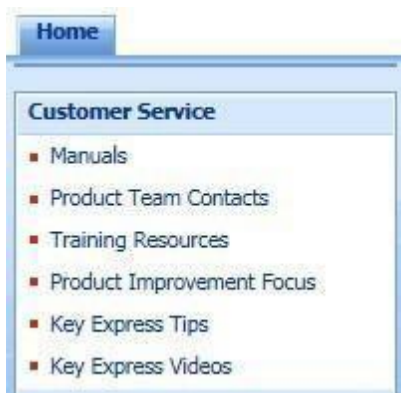 Home
Customer Service
Manuals
Product Team Contacts
Training Resources
Product Improvement Focus
Key Express Tips
Key Express Videos